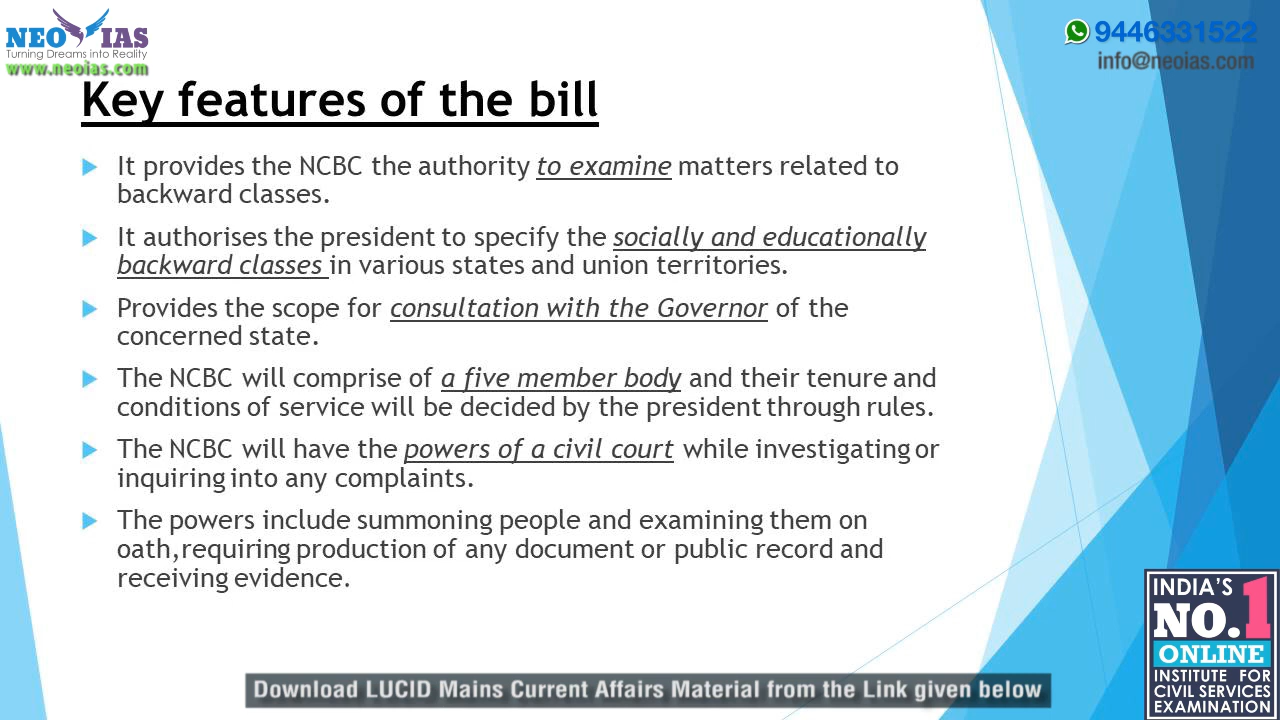 NEO IAS
Turning Dreams into Reality
www.neoias.com
9446331522
info@neoias.com
Key features of the bill
It provides the NCBC the authority to examine matters related to
backward classes.
It authorises the president to specify the socially and educationally
backward classes in various states and union territories.
Provides the scope for consultation with the Governor of the
concerned state.
The NCBC will comprise of a five member body and their tenure and
conditions of service will be decided by the president through rules.
The NCBC will have the powers of a civil court while investigating or
inquiring into any complaints.
The powers include summoning people and examining them on
oath,requiring production of any document or public record and
receiving evidence.
INDIA'S
NO.1
ONLINE
INSTITUTE FOR
CIVIL SERVICES
EXAMINATION
Download LUCID Mains Current Affairs Material from the Link given below